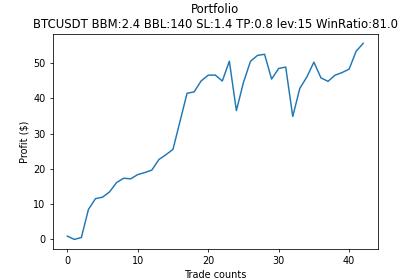 Portfolio
BTCUSDT BBM:2.4 BBL:140 SL:1.4 TP:0.8 lev:15 WinRatio:81.0
50
40
30
20
10
0
Profit ($)
0 10 20 30 40
Trade counts